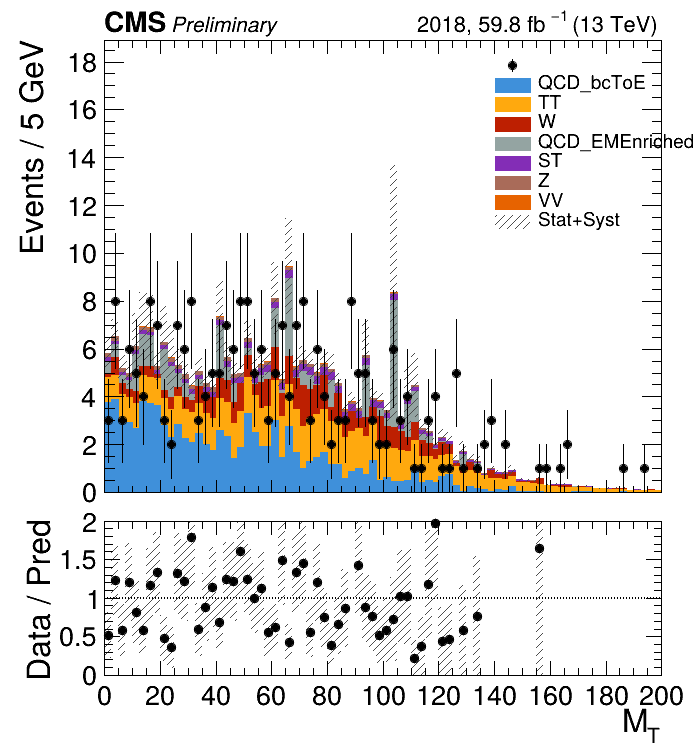 CMS Preliminary 2018, 59.8 fb⁻¹ (13 TeV)
Events / 5 GeV
18
16
14
12
10
8
6
4
2
0
QCD_bcToE
TT
W
QCD_EMEnriched
ST
Z
VV
Stat+Syst
Data / Pred
2
1.5
1
0.5
0
0 20 40 60 80 100 120 140 160 180 200
M_T